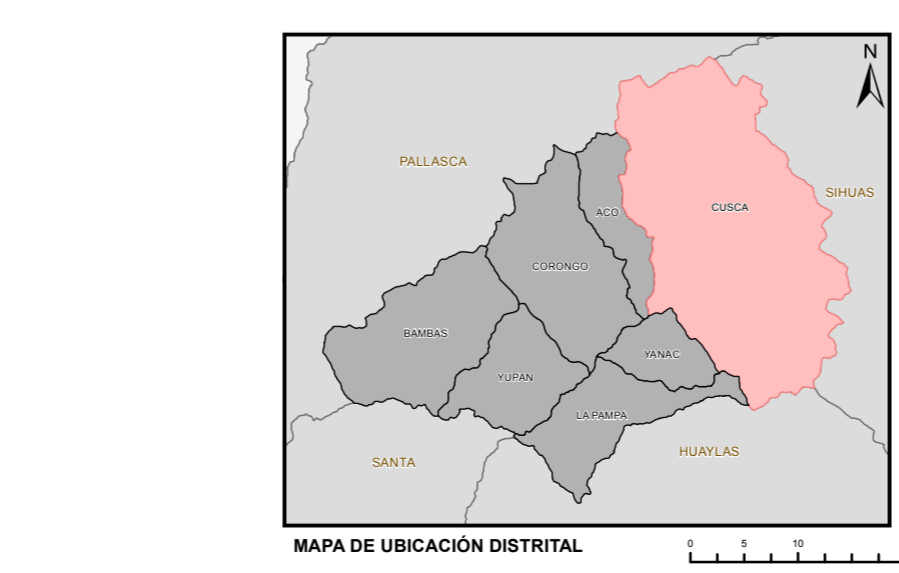 N
PALLASCA
SIHUAS
CUSCA
ACO
CORONGO
BAMBAS
YANAC
YUPAN
LA PAMPA
HUAYLAS
SANTA
MAPA DE UBICACIÓN DISTRITAL
0 5 10